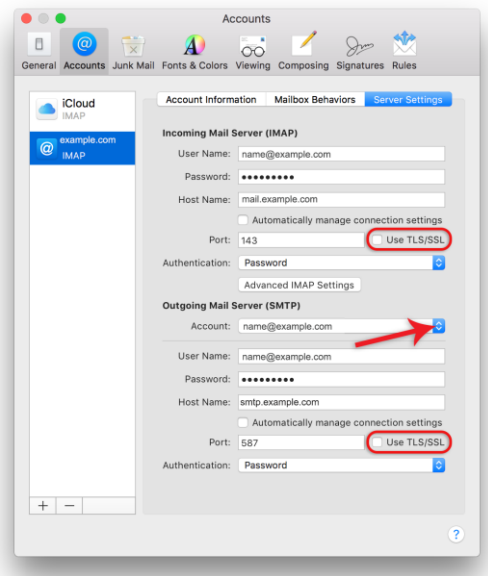 Accounts
General Accounts Junk Mail Fonts & Colors Viewing Composing Signatures Rules
iCloud
IMAP
example.com
IMAP
Account Information Mailbox Behaviors Server Settings
Incoming Mail Server (IMAP)
User Name: name@example.com
Password: •••••••••
Host Name: mail.example.com
Automatically manage connection settings
Port: 143 Use TLS/SSL
Authentication: Password
Advanced IMAP Settings
Outgoing Mail Server (SMTP)
Account: name@example.com
User Name: name@example.com
Password: •••••••••
Host Name: smtp.example.com
Automatically manage connection settings
Port: 587 Use TLS/SSL
Authentication: Password
+ −
?